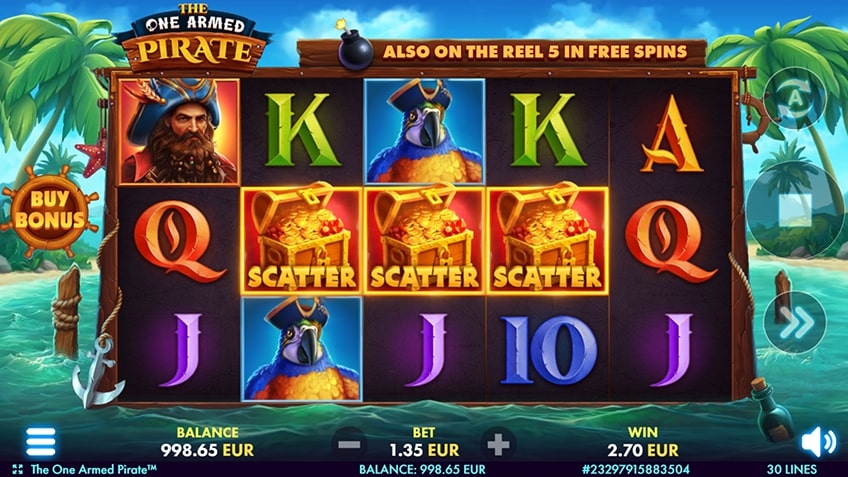 THE
ONE ARMED
PIRATE
ALSO ON THE REEL 5 IN FREE SPINS
A
K
K
A
BUY
BONUS
Q
SCATTER
SCATTER
SCATTER
Q
J
J
10
J
BALANCE
998.65 EUR
BET
1.35 EUR
WIN
2.70 EUR
The One Armed Pirate™
BALANCE: 998.65 EUR
#23297915883504
30 LINES